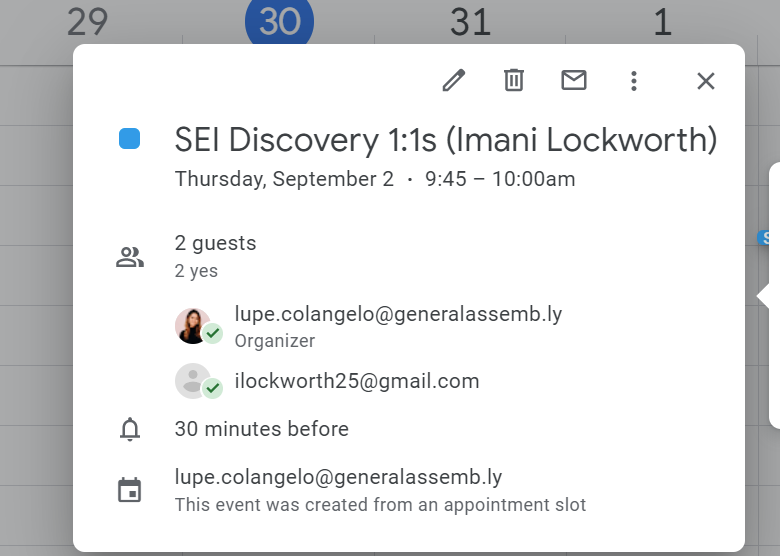 29 30 31 1
SEI Discovery 1:1s (Imani Lockworth)
Thursday, September 2 · 9:45 – 10:00am
2 guests
2 yes
lupe.colangelo@generalassemb.ly
Organizer
ilockworth25@gmail.com
30 minutes before
lupe.colangelo@generalassemb.ly
This event was created from an appointment slot